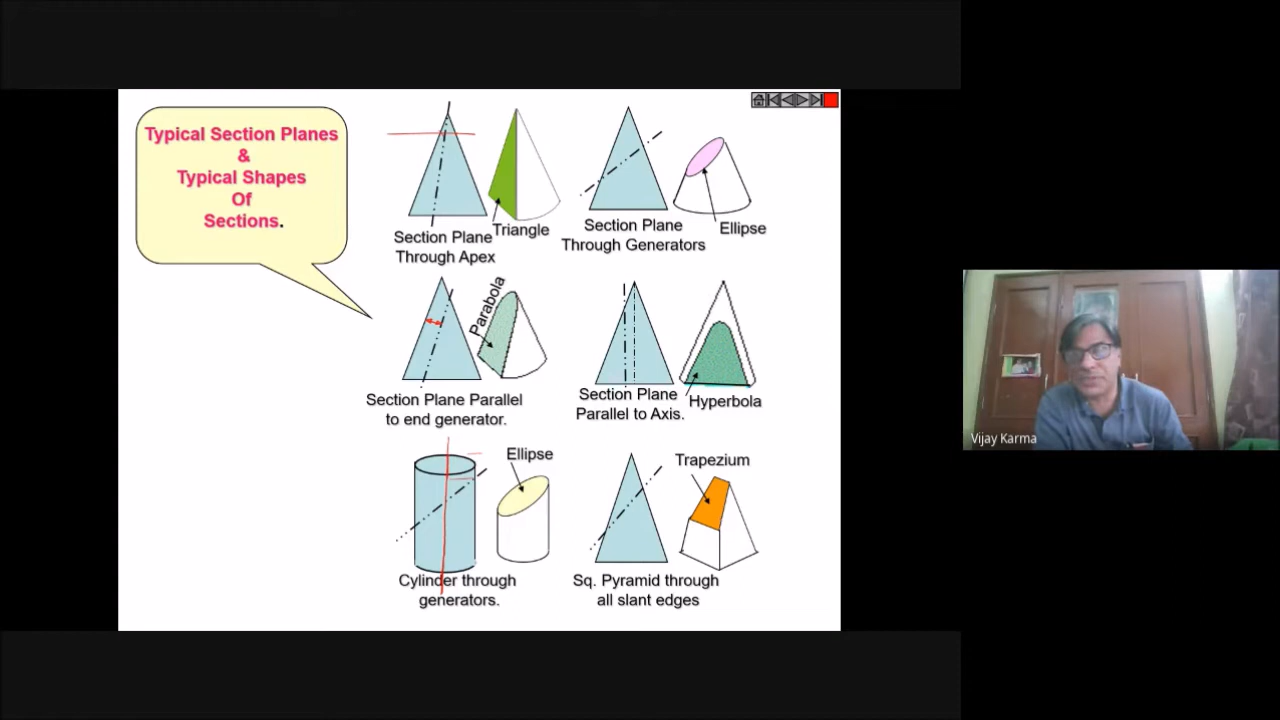 Typical Section Planes
&
Typical Shapes
Of
Sections.
Section Plane
Through Apex
Triangle
Section Plane
Through Generators
Ellipse
Section Plane Parallel
to end generator.
Parabola
Section Plane
Parallel to Axis.
Hyperbola
Cylinder through
generators.
Ellipse
Sq. Pyramid through
all slant edges
Trapezium
Vijay Karma